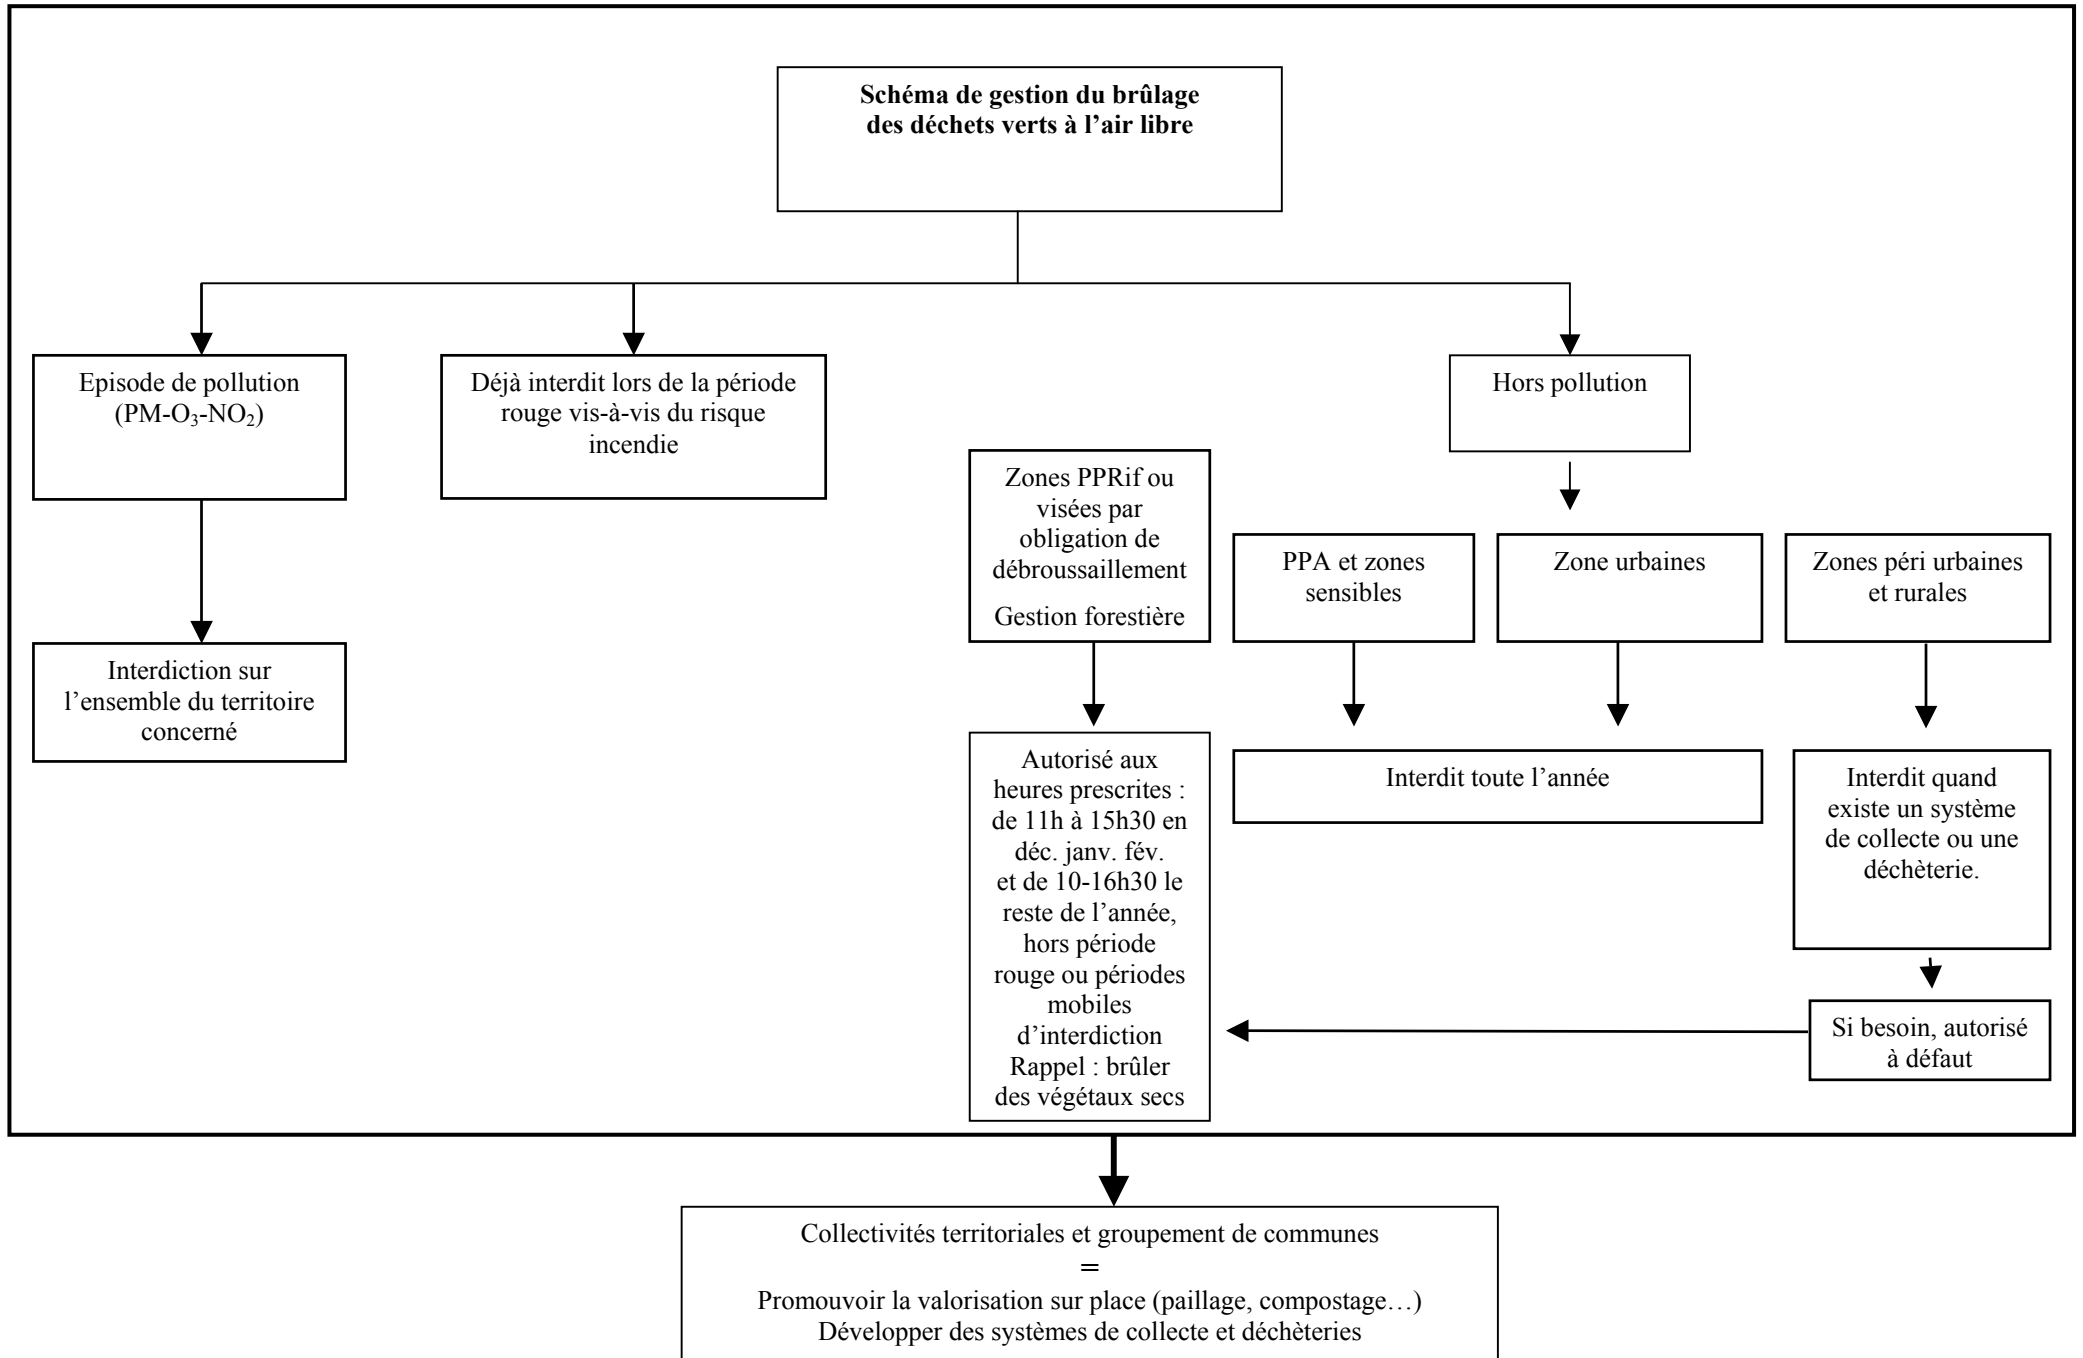 Schéma de gestion du brûlage
des déchets verts à l’air libre
Episode de pollution
(PM-O₃-NO₂)
Déjà interdit lors de la période
rouge vis-à-vis du risque
incendie
Hors pollution
Zones PPRif ou
visées par
obligation de
débroussaillement
Gestion forestière
PPA et zones
sensibles
Zone urbaines
Zones péri urbaines
et rurales
Interdiction sur
l’ensemble du territoire
concerné
Autorisé aux
heures prescrites :
de 11h à 15h30 en
déc. janv. fév.
et de 10-16h30 le
reste de l’année,
hors période
rouge ou périodes
mobiles
d’interdiction
Rappel : brûler
des végétaux secs
Interdit toute l’année
Interdit quand
existe un système
de collecte ou une
déchèterie.
Si besoin, autorisé
à défaut
Collectivités territoriales et groupement de communes
=
Promouvoir la valorisation sur place (paillage, compostage…)
Développer des systèmes de collecte et déchèteries